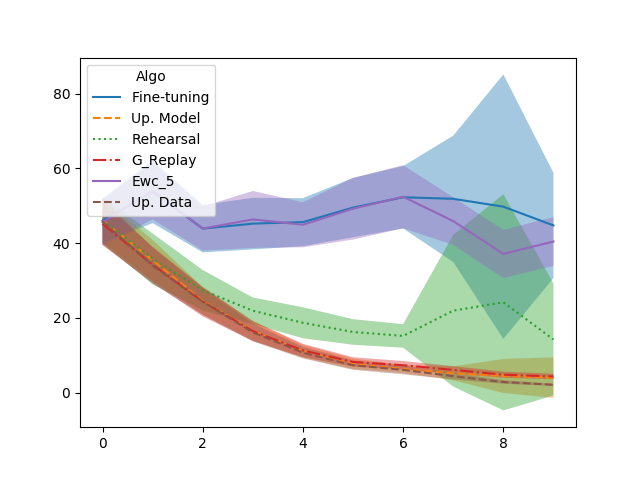 Algo
Fine-tuning
Up. Model
Rehearsal
G_Replay
Ewc_5
Up. Data
80
60
40
20
0
0 2 4 6 8